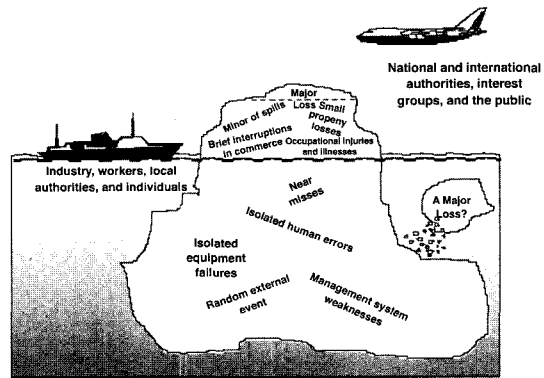 National and international
authorities, interest
groups, and the public
Major
Loss
Minor of spills
Small
propeny
losses
Brief interruptions
in commerce
Occupational injuries
and illnesses
Industry, workers, local
authorities, and individuals
Near
misses
A Major
Loss?
Isolated human errors
Isolated
equipment
failures
Random external
event
Management system
weaknesses